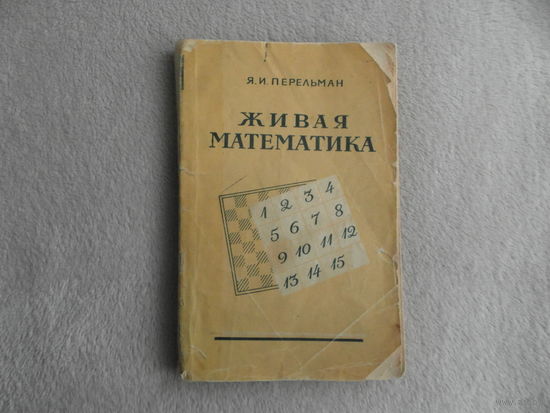 Я. И. ПЕРЕЛЬМАН
ЖИВАЯ
МАТЕМАТИКА
1 2 3 4
5 6 7 8
9 10 11 12
13 14 15